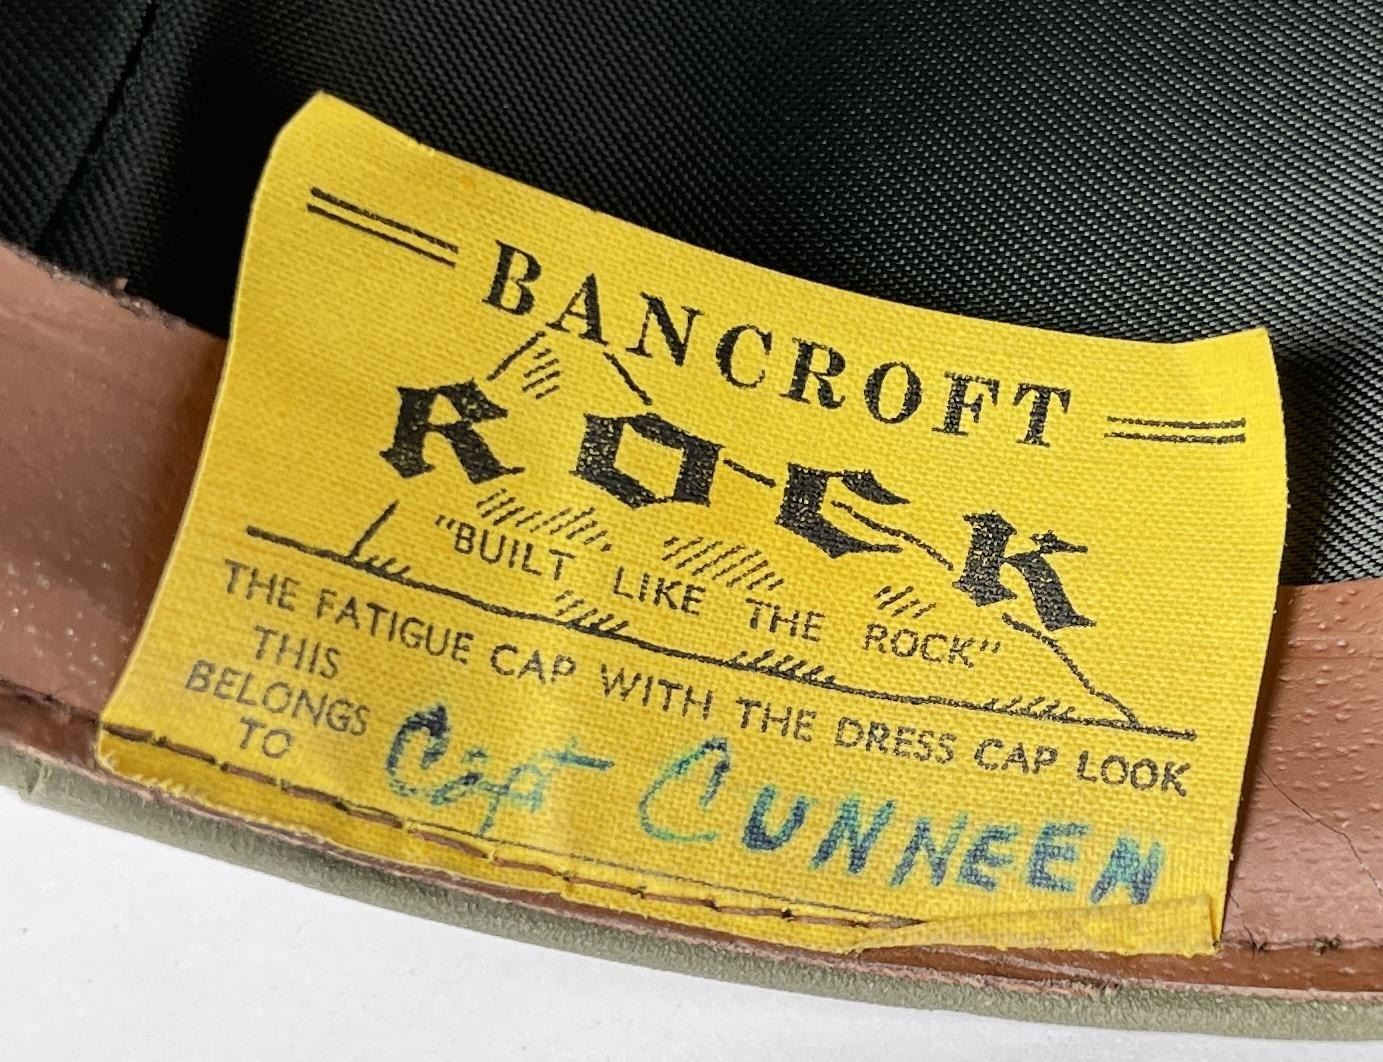 BANCROFT
ROCK
"BUILT LIKE THE ROCK"
THE FATIGUE CAP WITH THE DRESS CAP LOOK
THIS
BELONGS
TO
Cpt CUNNEEN